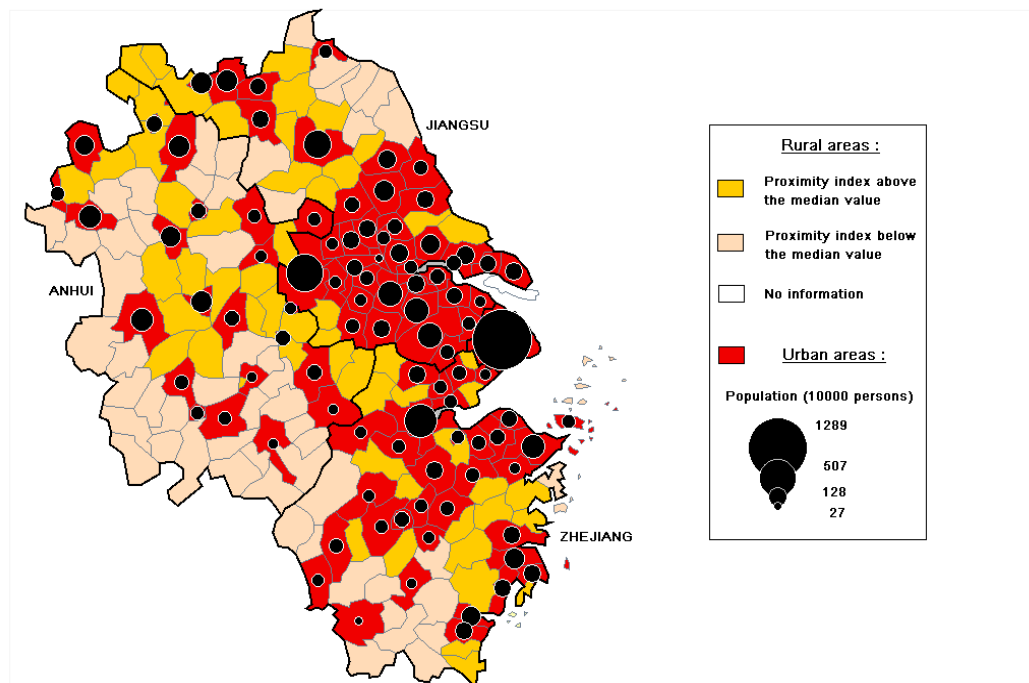 JIANGSU
ANHUI
ZHEJIANG
Rural areas :
Proximity index above
the median value
Proximity index below
the median value
No information
Urban areas :
Population (10000 persons)
1289
507
128
27